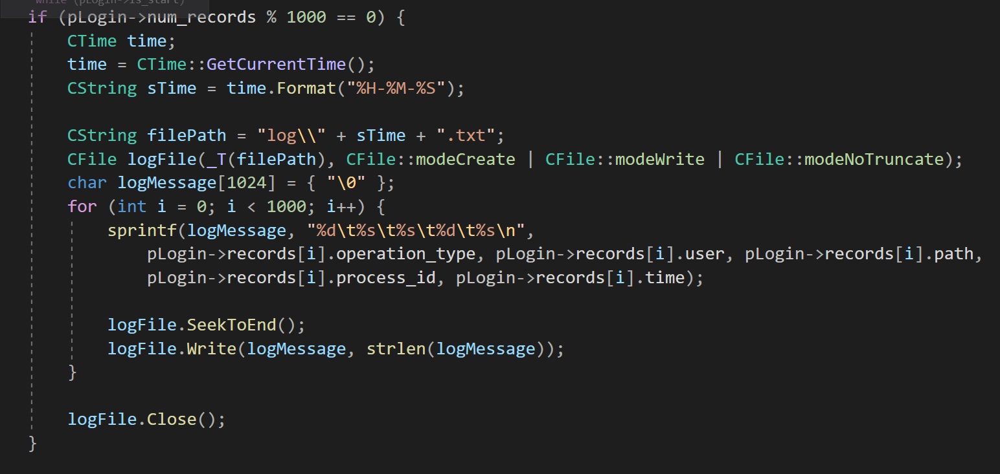 while (pLogin->is_start)
if (pLogin->num_records % 1000 == 0) {
CTime time;
time = CTime::GetCurrentTime();
CString sTime = time.Format("%H-%M-%S");
CString filePath = "log\\" + sTime + ".txt";
CFile logFile(_T(filePath), CFile::modeCreate | CFile::modeWrite | CFile::modeNoTruncate);
char logMessage[1024] = { "\0" };
for (int i = 0; i < 1000; i++) {
sprintf(logMessage, "%d\t%s\t%s\t%d\t%s\n",
pLogin->records[i].operation_type, pLogin->records[i].user, pLogin->records[i].path,
pLogin->records[i].process_id, pLogin->records[i].time);
logFile.SeekToEnd();
logFile.Write(logMessage, strlen(logMessage));
}
logFile.Close();
}